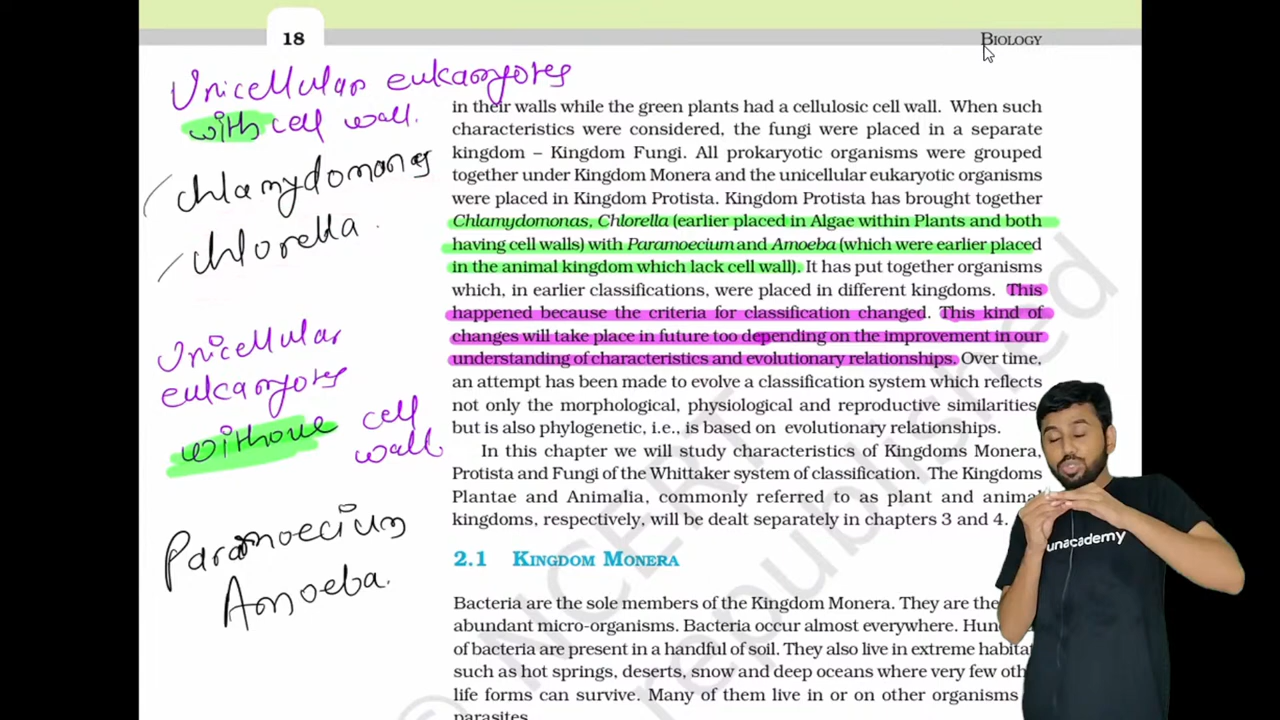 18
BIOLOGY
Unicellular eukaryotes
with cell wall.
Chlamydomonas
Chlorella
Unicellular
eukaryotes
without cell
wall
Paramoecium
Amoeba.
in their walls while the green plants had a cellulosic cell wall. When such
characteristics were considered, the fungi were placed in a separate
kingdom – Kingdom Fungi. All prokaryotic organisms were grouped
together under Kingdom Monera and the unicellular eukaryotic organisms
were placed in Kingdom Protista. Kingdom Protista has brought together
Chlamydomonas, Chlorella (earlier placed in Algae within Plants and both
having cell walls) with Paramoecium and Amoeba (which were earlier placed
in the animal kingdom which lack cell wall). It has put together organisms
which, in earlier classifications, were placed in different kingdoms. This
happened because the criteria for classification changed. This kind of
changes will take place in future too depending on the improvement in our
understanding of characteristics and evolutionary relationships. Over time,
an attempt has been made to evolve a classification system which reflects
not only the morphological, physiological and reproductive similarities,
but is also phylogenetic, i.e., is based on evolutionary relationships.
In this chapter we will study characteristics of Kingdoms Monera,
Protista and Fungi of the Whittaker system of classification. The Kingdoms
Plantae and Animalia, commonly referred to as plant and animal
kingdoms, respectively, will be dealt separately in chapters 3 and 4.
2.1 KINGDOM MONERA
Bacteria are the sole members of the Kingdom Monera. They are the
abundant micro-organisms. Bacteria occur almost everywhere.
of bacteria are present in a handful of soil. They also live in extreme
such as hot springs, deserts, snow and deep oceans where very few
life forms can survive. Many of them live in or on other organisms
parasites.
unacademy
© NCERT
republished